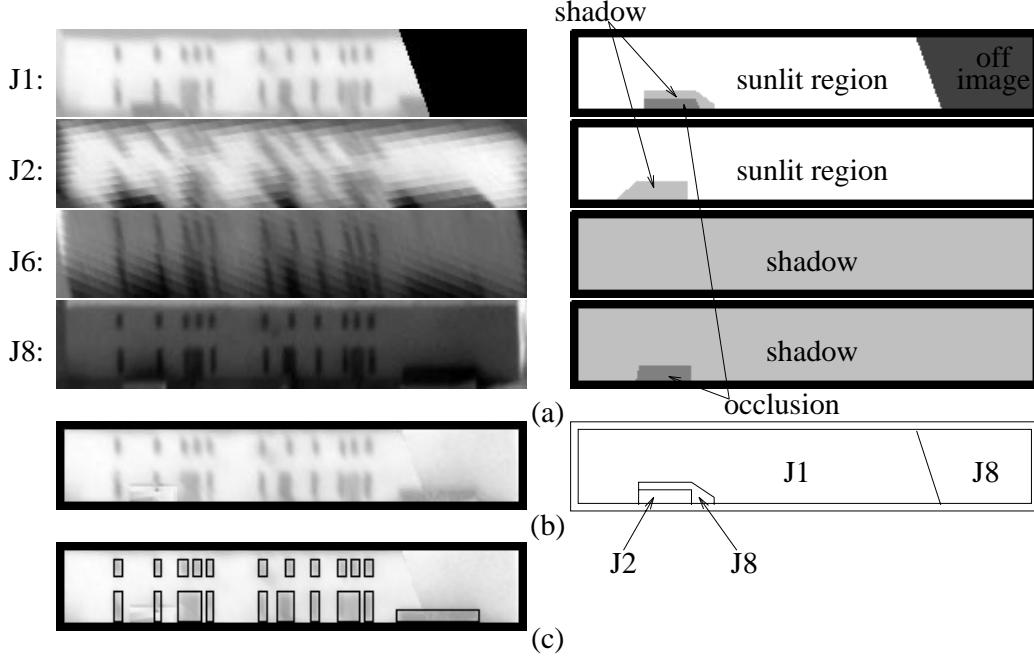 shadow
J1:
sunlit region
off
image
J2:
sunlit region
J6:
shadow
J8:
shadow
occlusion
(a)
J1
J8
(b)
J2
J8
(c)